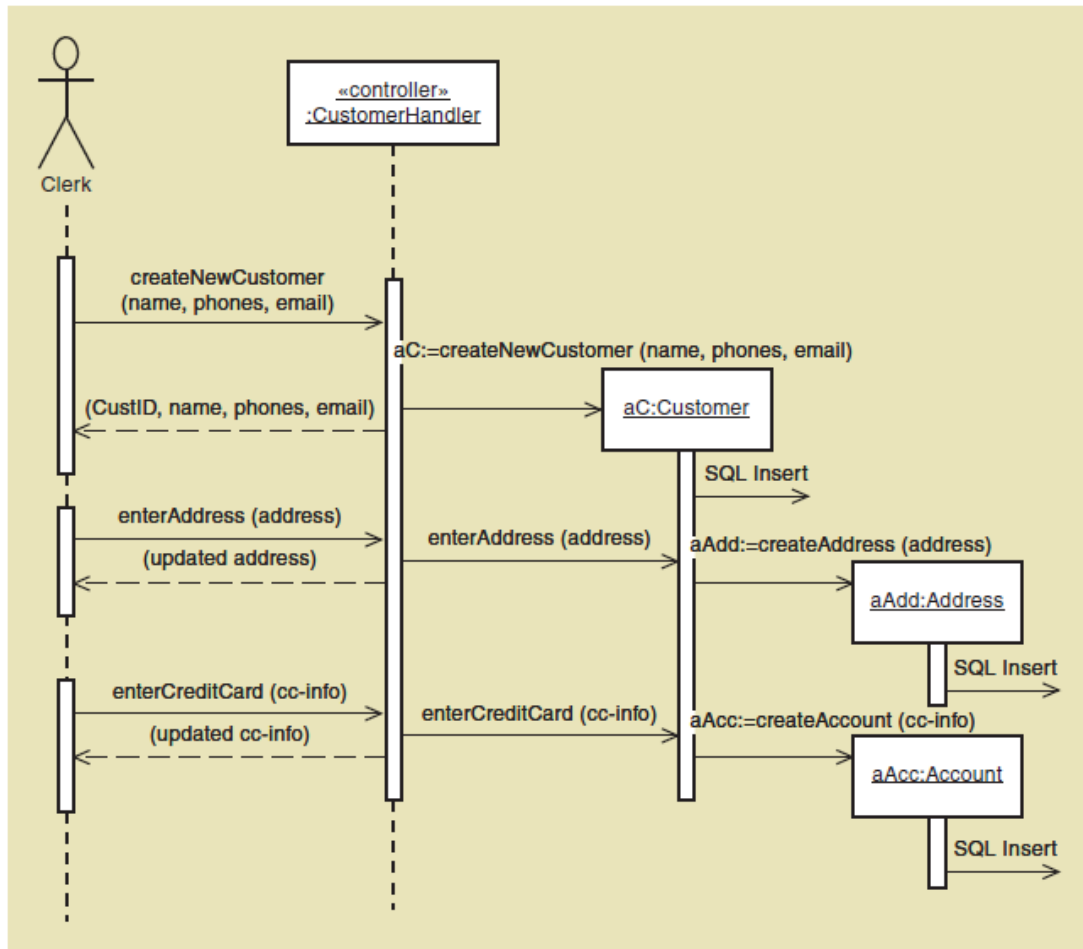 «controller»
:CustomerHandler
Clerk
createNewCustomer
(name, phones, email)
aC:=createNewCustomer (name, phones, email)
(CustID, name, phones, email)
aC:Customer
SQL Insert
enterAddress (address)
enterAddress (address)
aAdd:=createAddress (address)
(updated address)
aAdd:Address
SQL Insert
enterCreditCard (cc-info)
enterCreditCard (cc-info)
aAcc:=createAccount (cc-info)
(updated cc-info)
aAcc:Account
SQL Insert